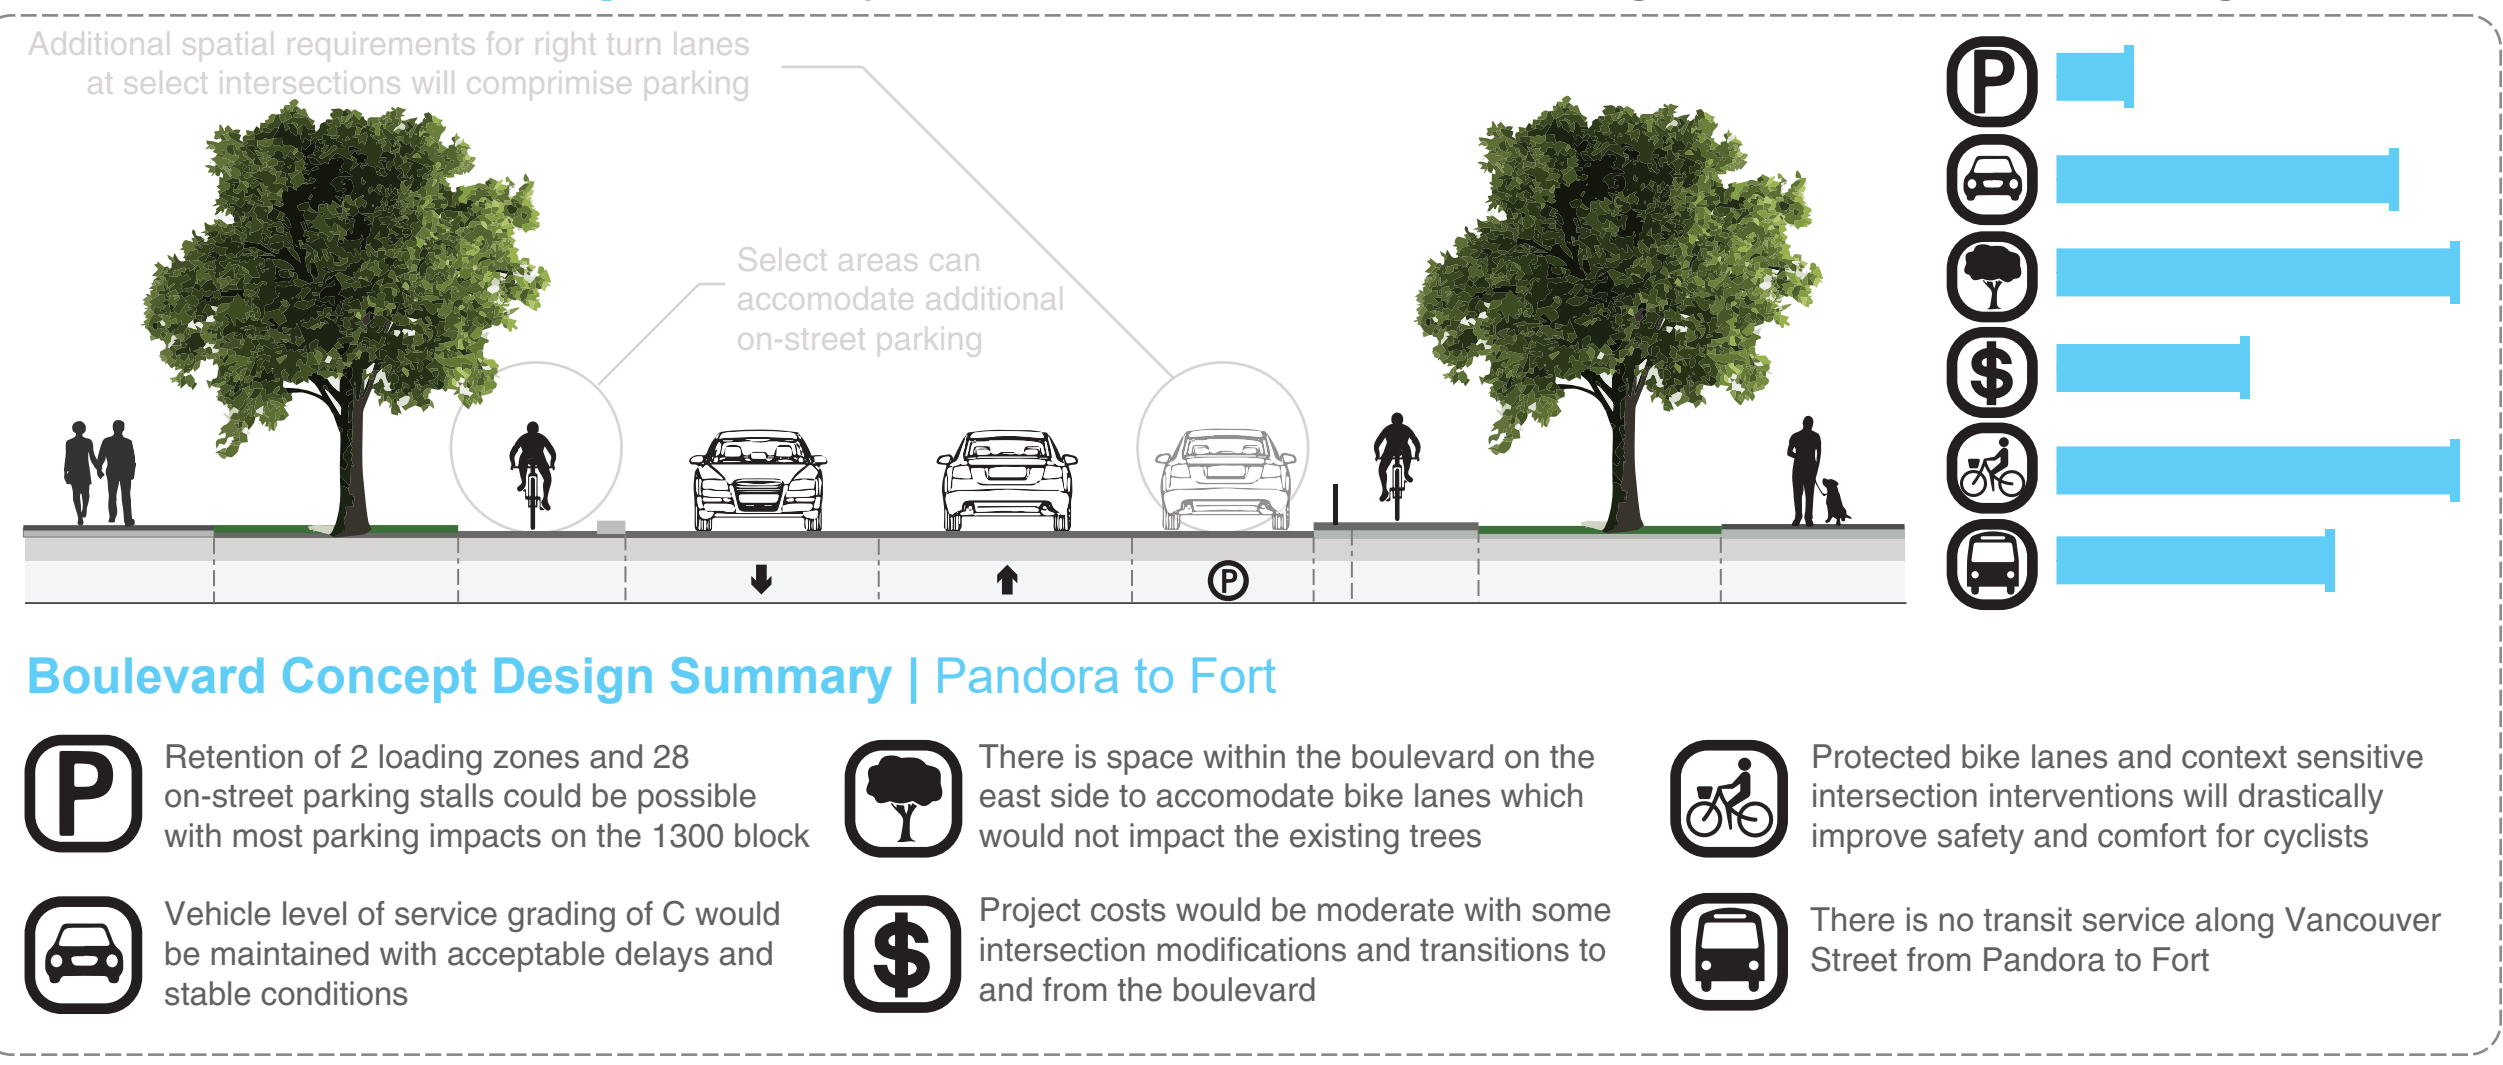 Additional spatial requirements for right turn lanes
at select intersections will comprimise parking
Select areas can
accomodate additional
on-street parking
P
$
P
Boulevard Concept Design Summary | Pandora to Fort
P
Retention of 2 loading zones and 28
on-street parking stalls could be possible
with most parking impacts on the 1300 block
There is space within the boulevard on the
east side to accomodate bike lanes which
would not impact the existing trees
Protected bike lanes and context sensitive
intersection interventions will drastically
improve safety and comfort for cyclists
Vehicle level of service grading of C would
be maintained with acceptable delays and
stable conditions
$
Project costs would be moderate with some
intersection modifications and transitions to
and from the boulevard
There is no transit service along Vancouver
Street from Pandora to Fort